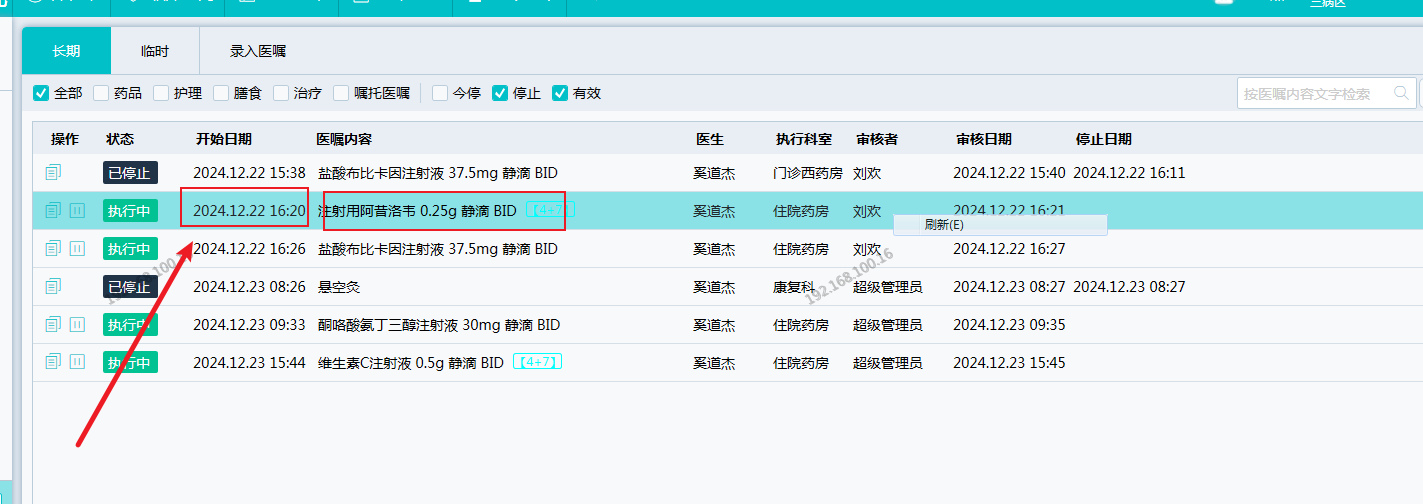 三病区
长期 临时 录入医嘱
全部 药品 护理 膳食 治疗 嘱托医嘱 今停 停止 有效 按医嘱内容文字检索
操作 状态 开始日期 医嘱内容 医生 执行科室 审核者 审核日期 停止日期
已停止 2024.12.22 15:38 盐酸布比卡因注射液 37.5mg 静滴 BID 奚道杰 门诊西药房 刘欢 2024.12.22 15:40 2024.12.22 16:11
执行中 2024.12.22 16:20 注射用阿昔洛韦 0.25g 静滴 BID 【4+7】 奚道杰 住院药房 刘欢 2024.12.22 16:21
刷新(E)
执行中 2024.12.22 16:26 盐酸布比卡因注射液 37.5mg 静滴 BID 奚道杰 住院药房 刘欢 2024.12.22 16:27
192.168.100.16
已停止 2024.12.23 08:26 悬空灸 奚道杰 康复科 超级管理员 2024.12.23 08:27 2024.12.23 08:27
执行中 2024.12.23 09:33 酮咯酸氨丁三醇注射液 30mg 静滴 BID 奚道杰 住院药房 超级管理员 2024.12.23 09:35
执行中 2024.12.23 15:44 维生素C注射液 0.5g 静滴 BID 【4+7】 奚道杰 住院药房 超级管理员 2024.12.23 15:45